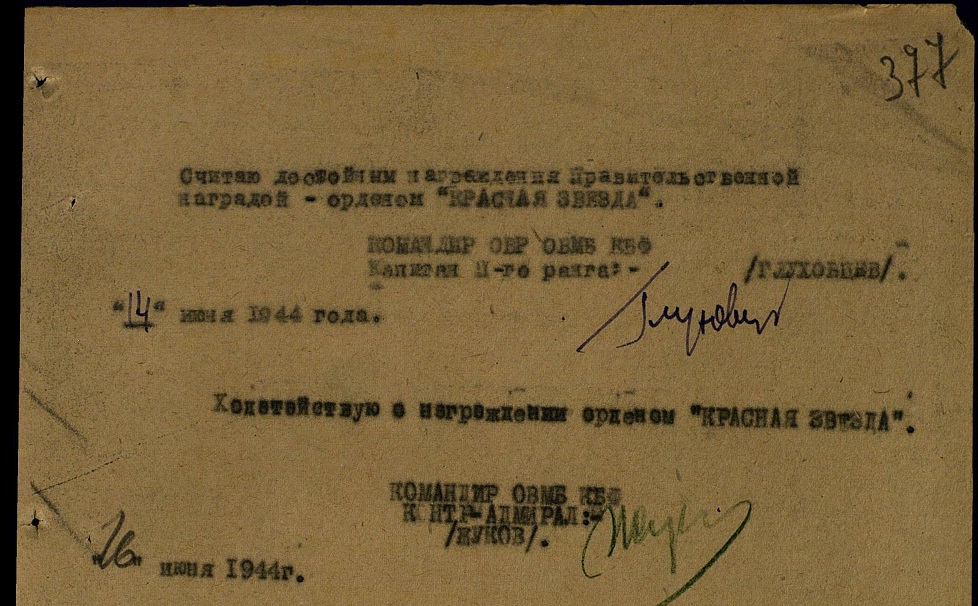 377
Считаю достойным награждения Правительственной
наградой - орденом "КРАСНАЯ ЗВЕЗДА".
КОМАНДИР ОВР ОВМБ КБФ
Капитан II-го ранга:-
/ГЛУХОВЦЕВ/.
"14" июня 1944 года.
Ходатайствую о награждении орденом "КРАСНАЯ ЗВЕЗДА".
КОМАНДИР ОВМБ КБФ
КОНТР-АДМИРАЛ:-
/ЖУКОВ/.
"16" июня 1944г.